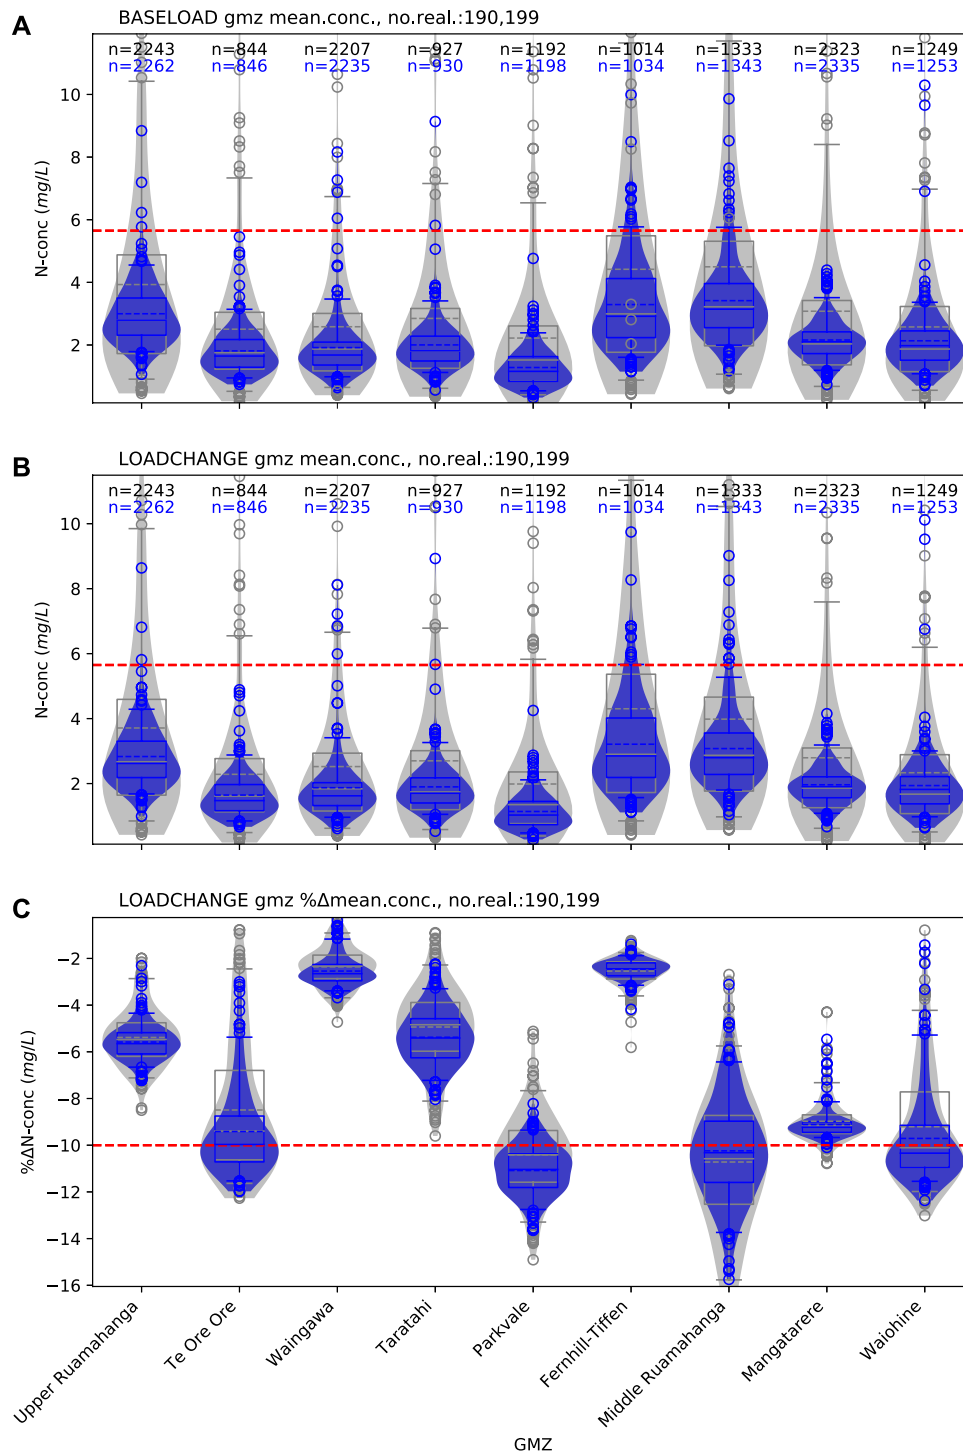 A
BASELOAD gmz mean.conc., no.real.:190,199
n=2243 n=844 n=2207 n=927 n=1192 n=1014 n=1333 n=2323 n=1249
n=2262 n=846 n=2235 n=930 n=1198 n=1034 n=1343 n=2335 n=1253
10
8
6
4
2
N-conc (mg/L)
B
LOADCHANGE gmz mean.conc., no.real.:190,199
n=2243 n=844 n=2207 n=927 n=1192 n=1014 n=1333 n=2323 n=1249
n=2262 n=846 n=2235 n=930 n=1198 n=1034 n=1343 n=2335 n=1253
10
8
6
4
2
N-conc (mg/L)
C
LOADCHANGE gmz %Δmean.conc., no.real.:190,199
−2
−4
−6
−8
−10
−12
−14
−16
%ΔN-conc (mg/L)
Upper Ruamahanga
Te Ore Ore
Waingawa
Taratahi
Parkvale
Fernhill-Tiffen
Middle Ruamahanga
Mangatarere
Waiohine
GMZ